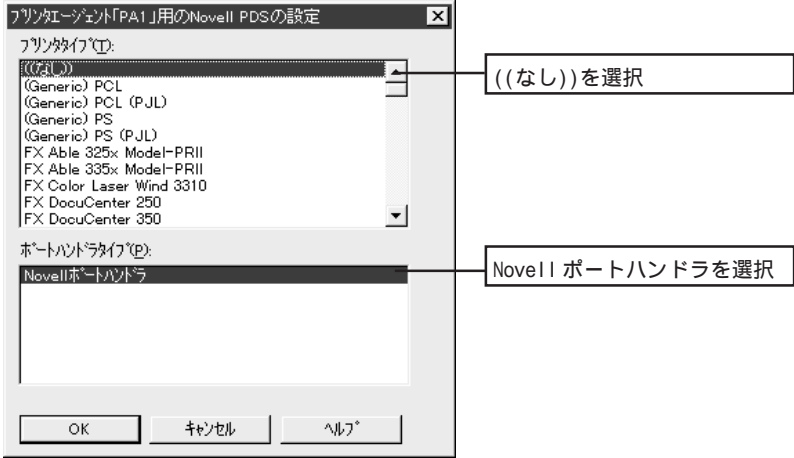 プリンタエージェント「PA1」用のNovell PDSの設定
プリンタタイプ(T):
((なし))
(Generic) PCL
(Generic) PCL (PJL)
(Generic) PS
(Generic) PS (PJL)
FX Able 325x Model-PRII
FX Able 335x Model-PRII
FX Color Laser Wind 3310
FX DocuCenter 250
FX DocuCenter 350
((なし))を選択
ポートハンドラタイプ(P):
Novellポートハンドラ
Novell ポートハンドラを選択
OK
キャンセル
ヘルプ